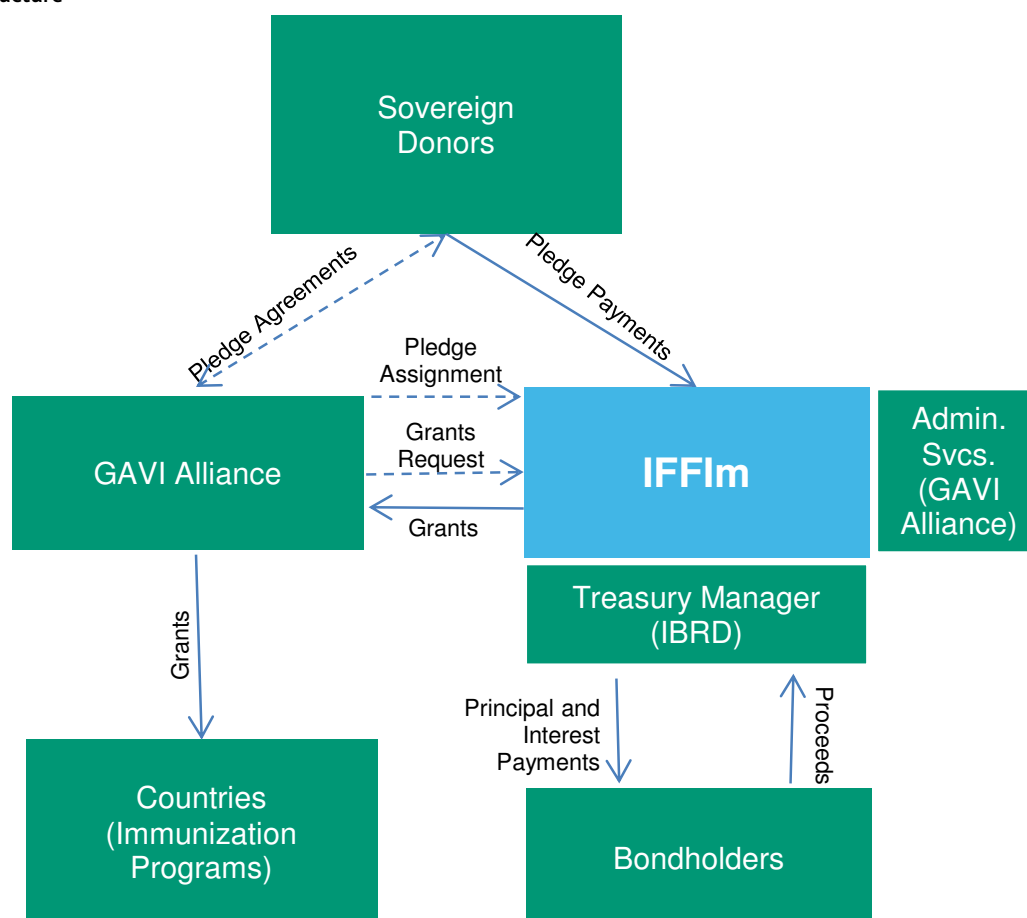 Sovereign
Donors
Pledge Agreements
Pledge Payments
Pledge
Assignment
GAVI Alliance
Grants
Request
Grants
IFFIm
Admin.
Svcs.
(GAVI
Alliance)
Treasury Manager
(IBRD)
Grants
Principal and
Interest
Payments
Proceeds
Countries
(Immunization
Programs)
Bondholders